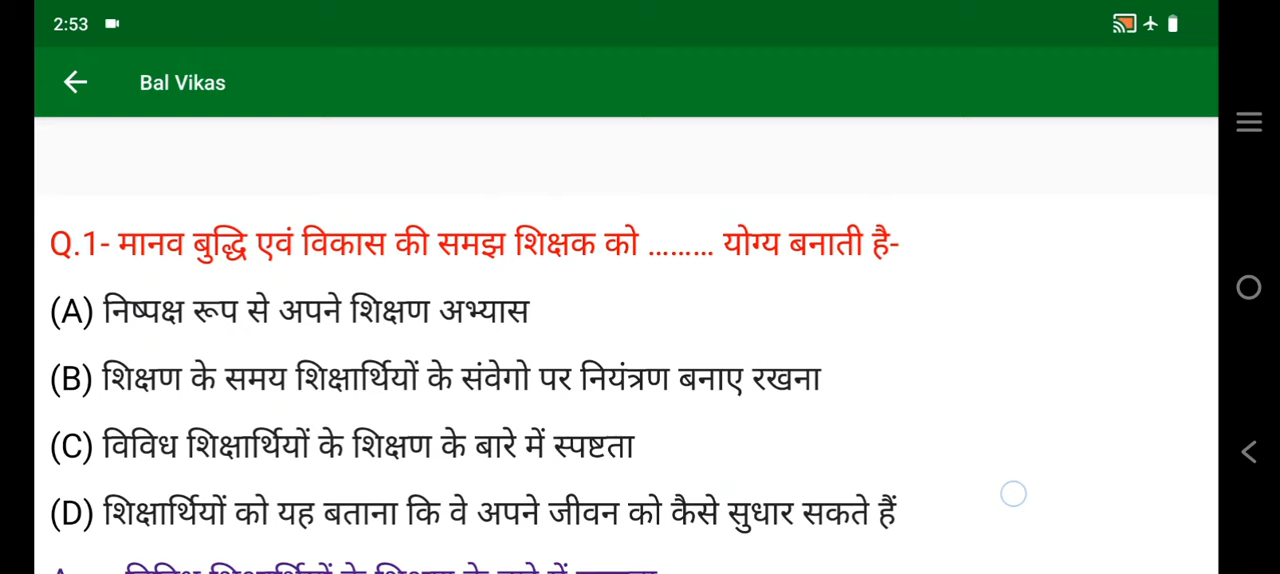 2:53
Bal Vikas
Q.1- मानव बुद्धि एवं विकास की समझ शिक्षक को ......... योग्य बनाती है-
(A) निष्पक्ष रूप से अपने शिक्षण अभ्यास
(B) शिक्षण के समय शिक्षार्थियों के संवेगो पर नियंत्रण बनाए रखना
(C) विविध शिक्षार्थियों के शिक्षण के बारे में स्पष्टता
(D) शिक्षार्थियों को यह बताना कि वे अपने जीवन को कैसे सुधार सकते हैं